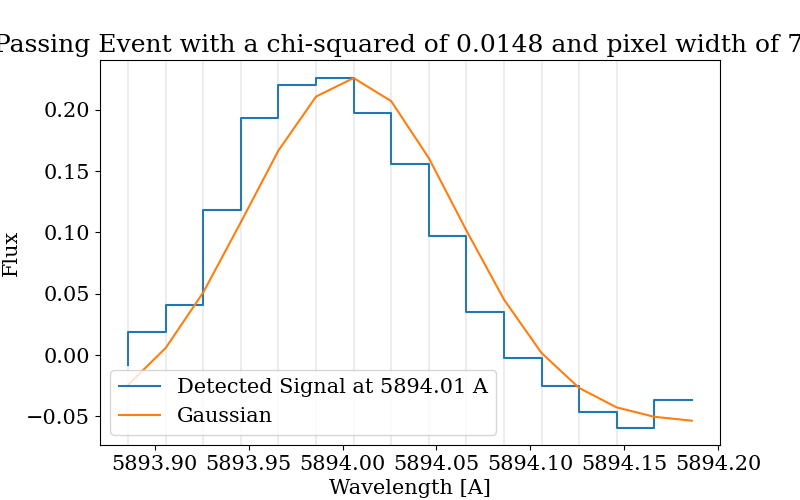 Passing Event with a chi-squared of 0.0148 and pixel width of 7
Flux
0.20
0.15
0.10
0.05
0.00
−0.05
Detected Signal at 5894.01 A
Gaussian
5893.90 5893.95 5894.00 5894.05 5894.10 5894.15 5894.20
Wavelength [A]